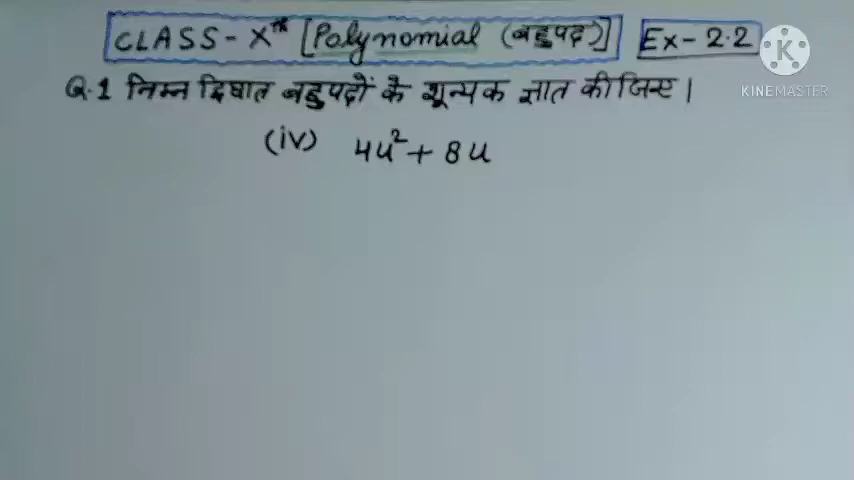 CLASS - Xth [Polynomial (बहुपद)] Ex - 2.2
KINEMASTER
Q.1 निम्न द्विघात बहुपदों के शून्यक ज्ञात कीजिए।
(iv) 4u² + 8u